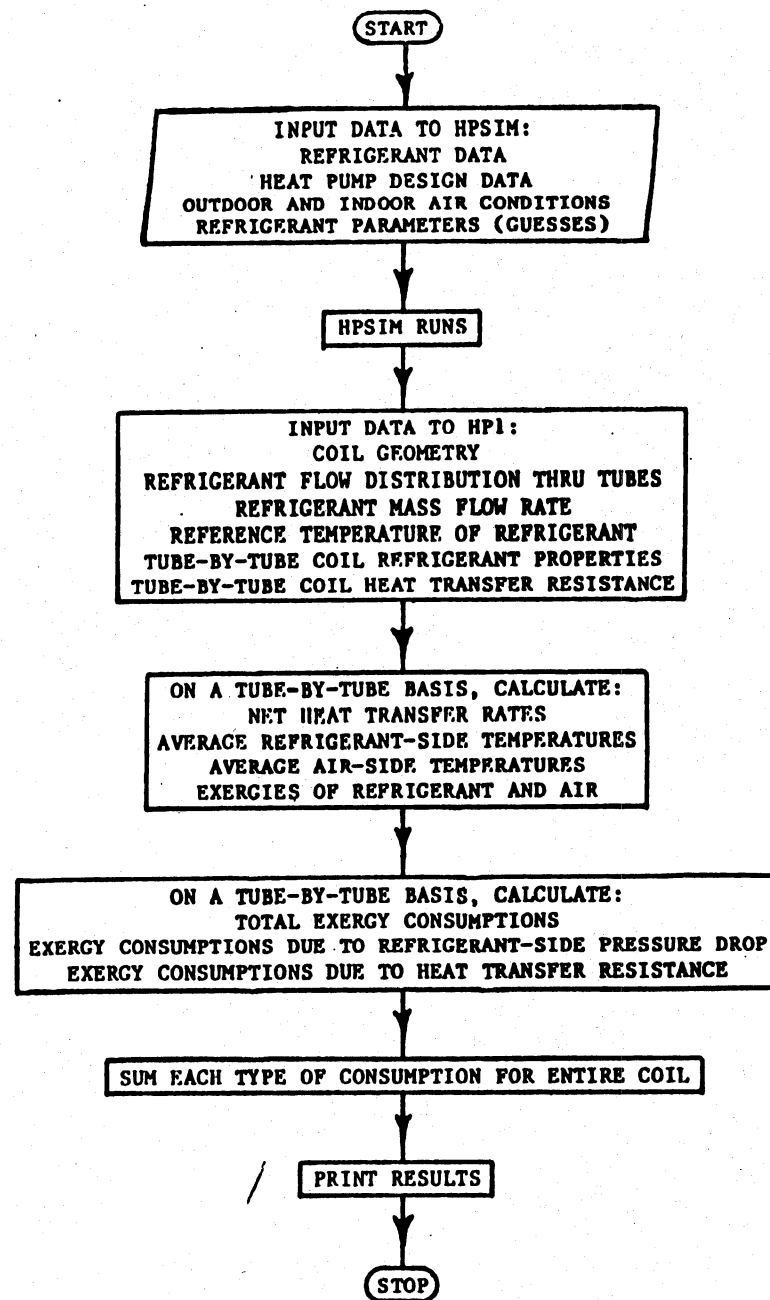 START
INPUT DATA TO HPSIM:
REFRIGERANT DATA
HEAT PUMP DESIGN DATA
OUTDOOR AND INDOOR AIR CONDITIONS
REFRIGERANT PARAMETERS (GUESSES)
HPSIM RUNS
INPUT DATA TO HP1:
COIL GEOMETRY
REFRIGERANT FLOW DISTRIBUTION THRU TUBES
REFRIGERANT MASS FLOW RATE
REFERENCE TEMPERATURE OF REFRIGERANT
TUBE-BY-TUBE COIL REFRIGERANT PROPERTIES
TUBE-BY-TUBE COIL HEAT TRANSFER RESISTANCE
ON A TUBE-BY-TUBE BASIS, CALCULATE:
NET HEAT TRANSFER RATES
AVERAGE REFRIGERANT-SIDE TEMPERATURES
AVERAGE AIR-SIDE TEMPERATURES
EXERGIES OF REFRIGERANT AND AIR
ON A TUBE-BY-TUBE BASIS, CALCULATE:
TOTAL EXERGY CONSUMPTIONS
EXERGY CONSUMPTIONS DUE TO REFRIGERANT-SIDE PRESSURE DROP
EXERGY CONSUMPTIONS DUE TO HEAT TRANSFER RESISTANCE
SUM EACH TYPE OF CONSUMPTION FOR ENTIRE COIL
PRINT RESULTS
STOP